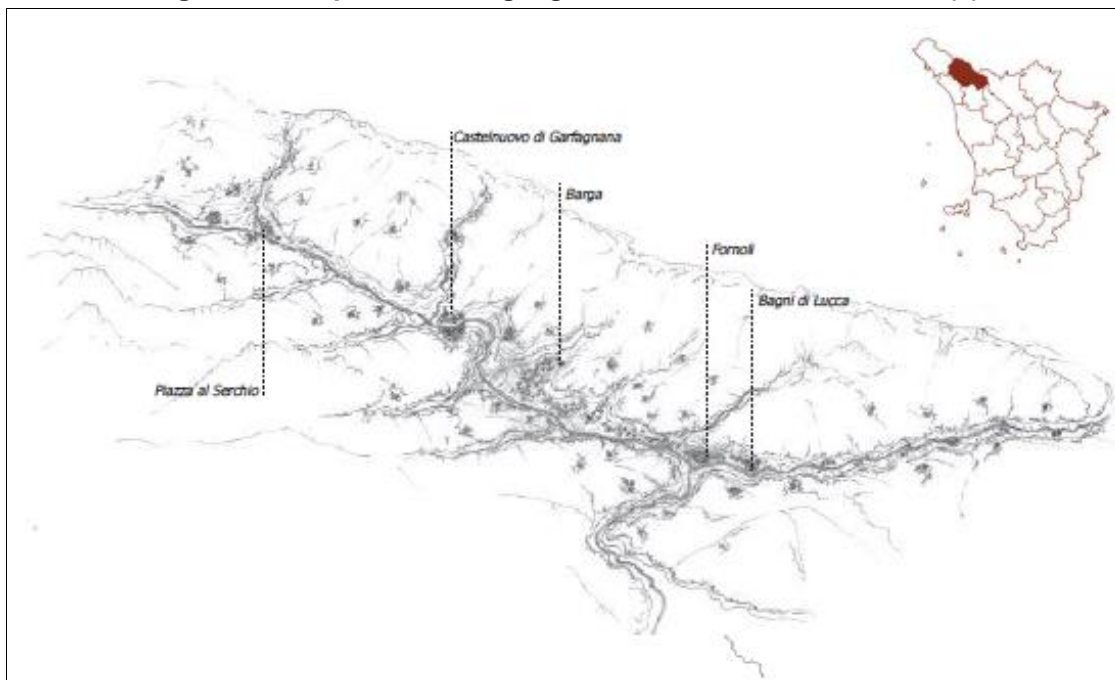 Castelnuovo di Garfagnana
Barga
Fornoli
Bagni di Lucca
Piazza al Serchio